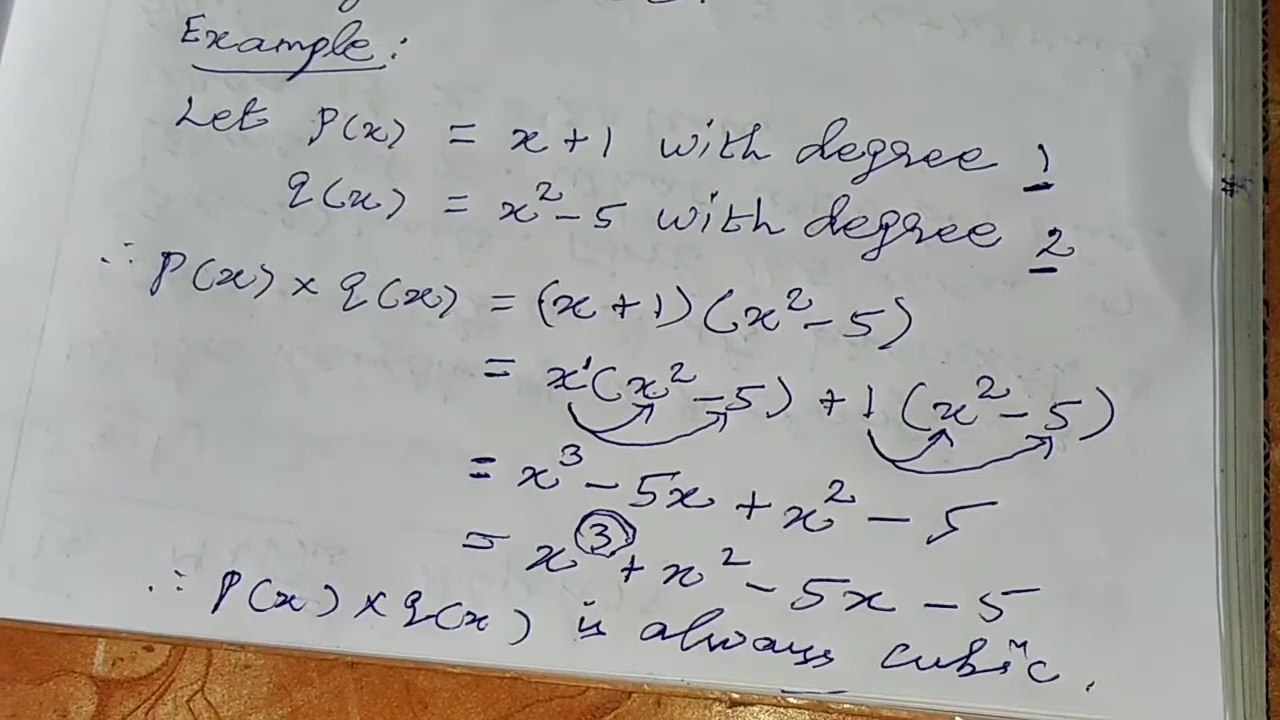 Example:
Let p(x) = x+1 with degree 1
q(x) = x²-5 with degree 2
∴ p(x) × q(x) = (x+1)(x²-5)
= x¹(x²-5) + 1(x²-5)
= x³ - 5x + x² - 5
= x³ + x² - 5x - 5
∴ p(x) × q(x) is always cubic.